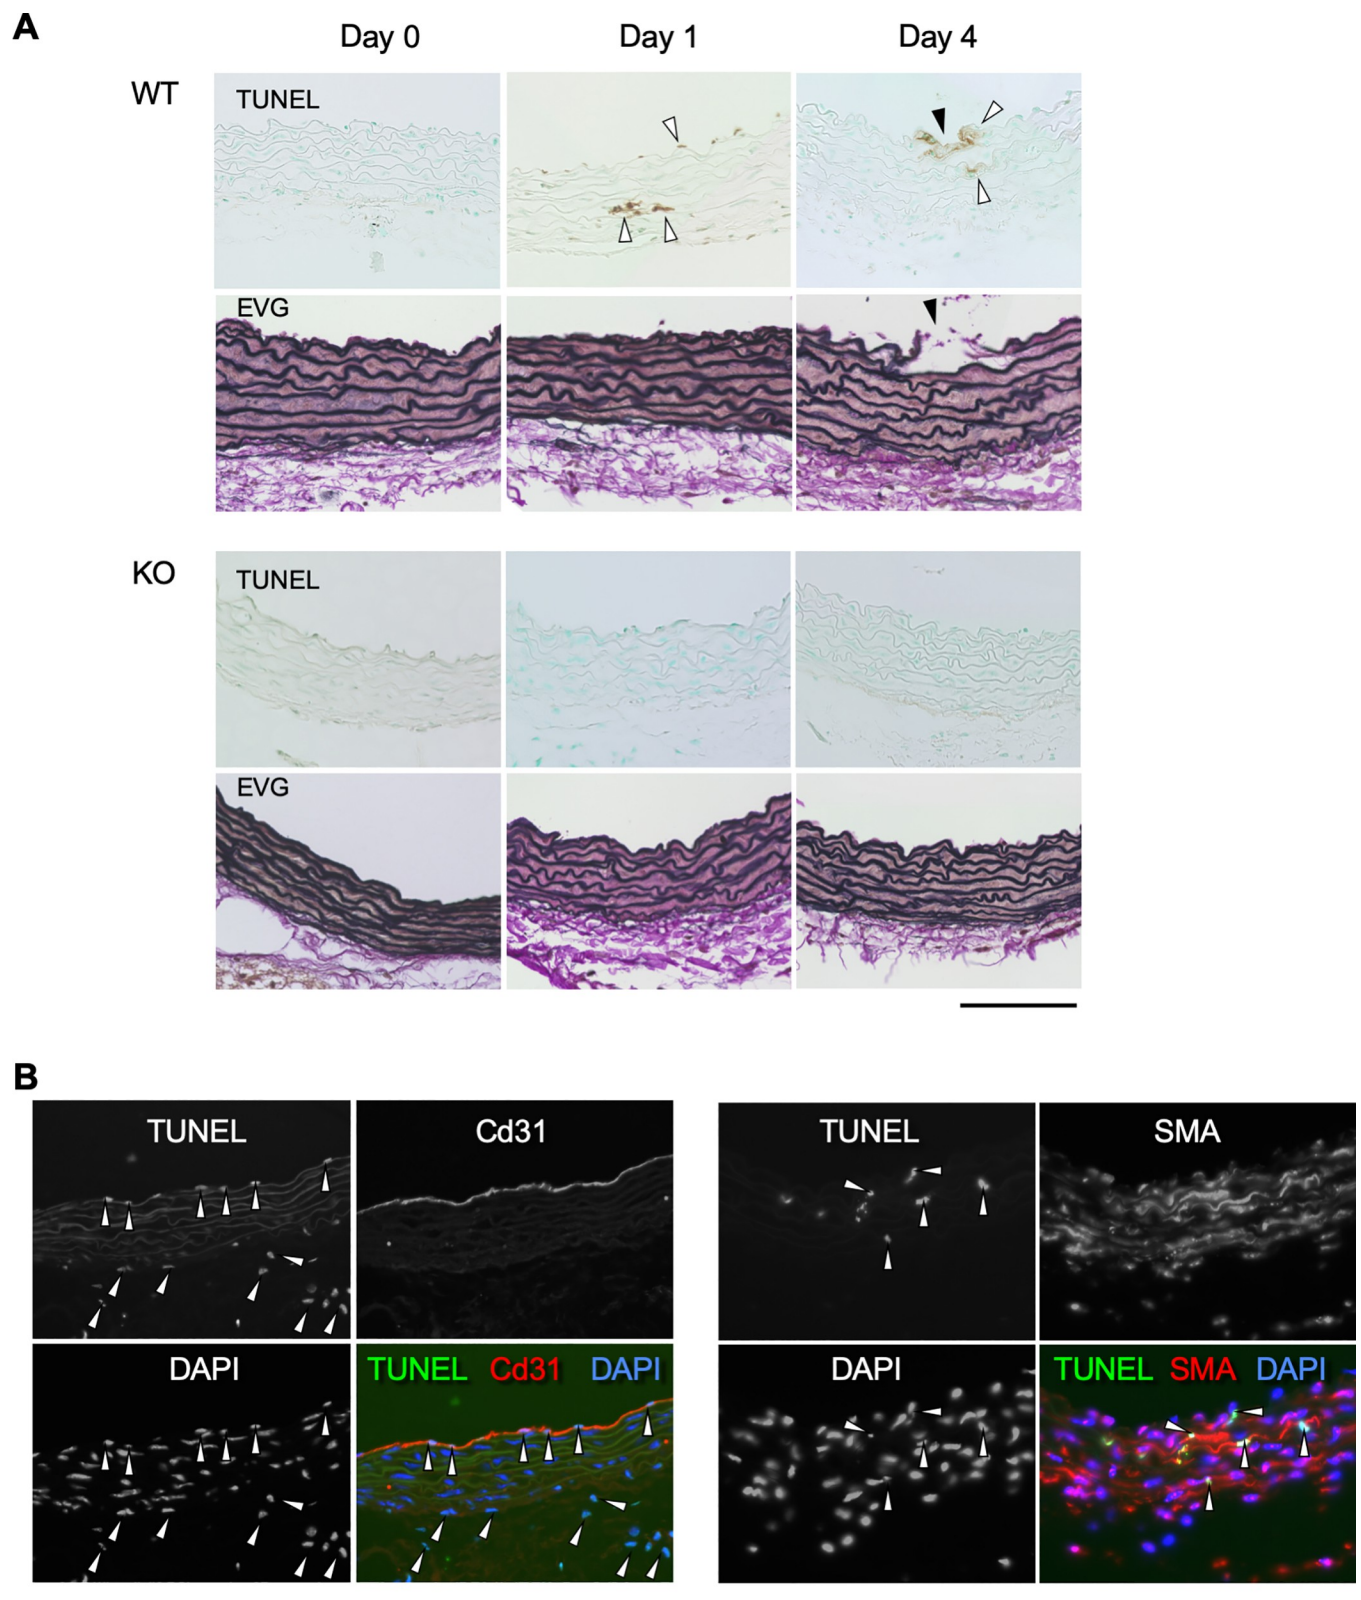 A
Day 0 Day 1 Day 4
WT
TUNEL
EVG
KO
TUNEL
EVG
B
TUNEL Cd31 TUNEL SMA
DAPI TUNEL Cd31 DAPI DAPI TUNEL SMA DAPI